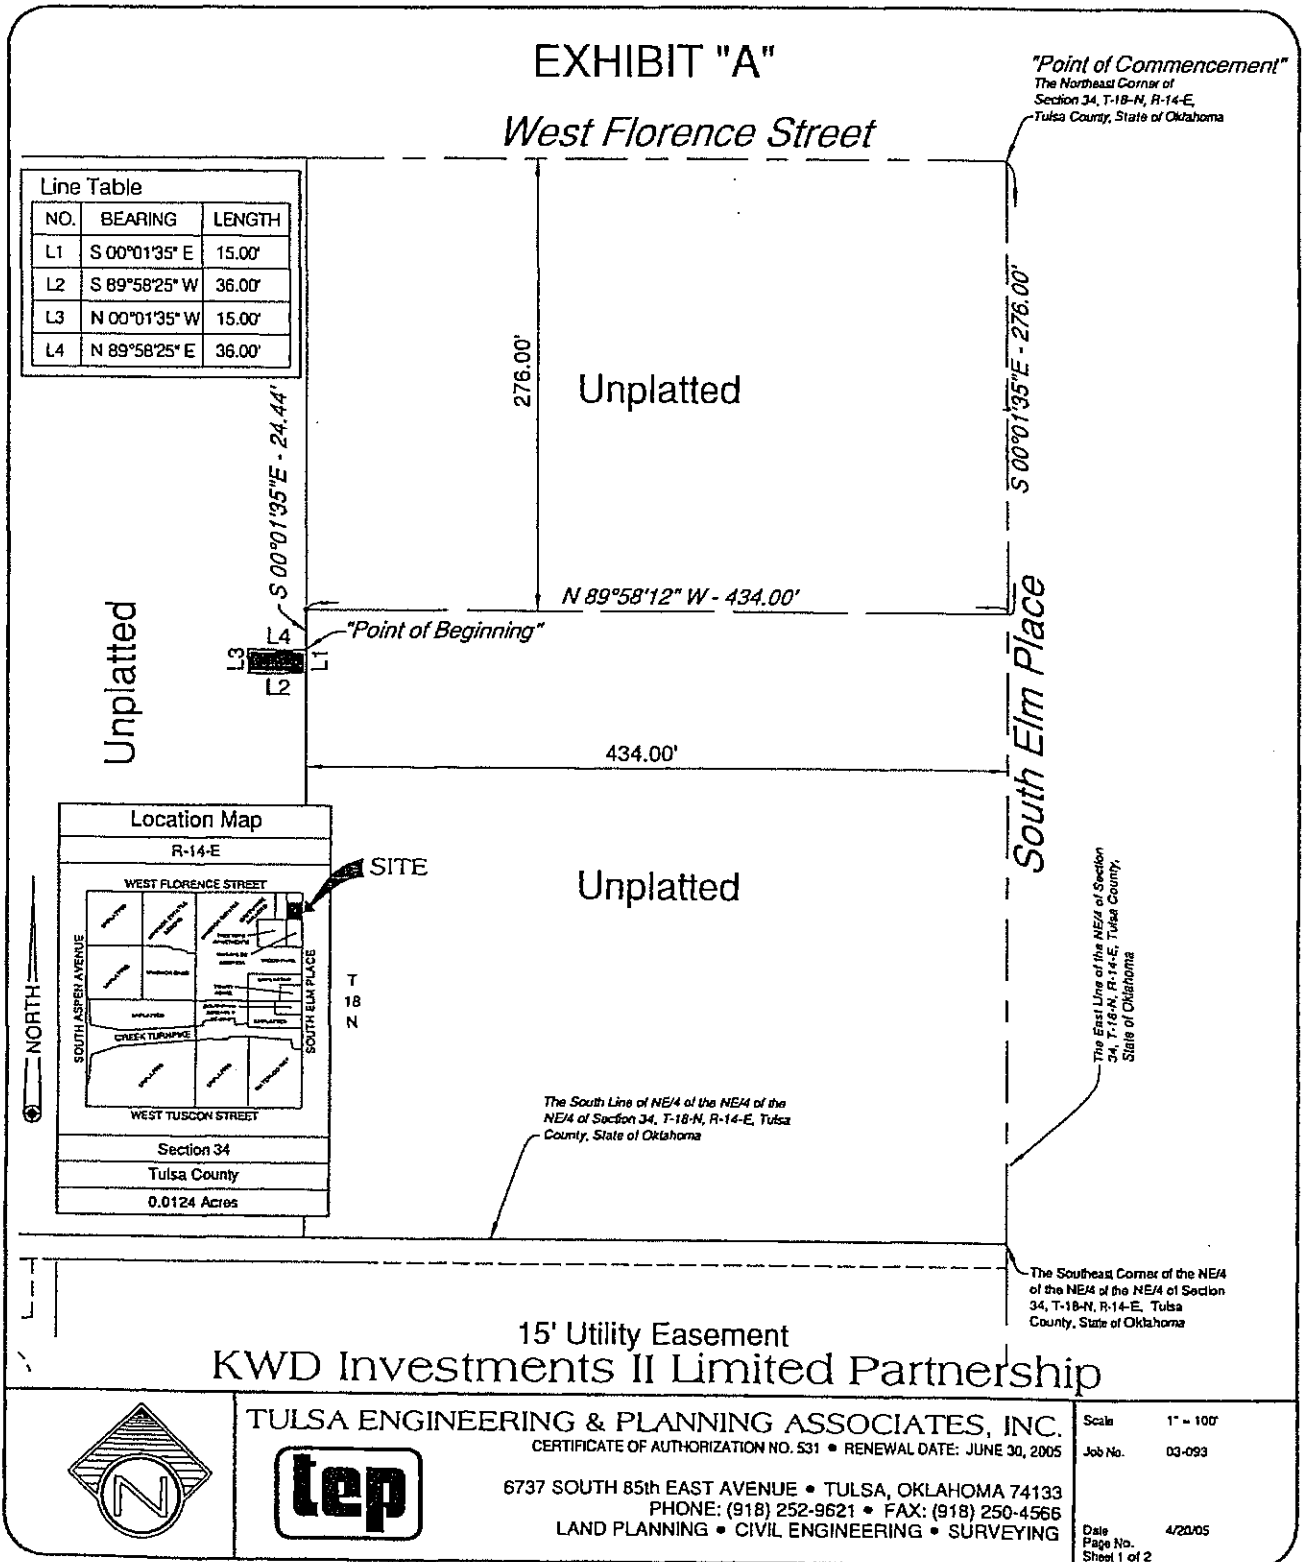 EXHIBIT "A"
"Point of Commencement"
The Northeast Corner of
Section 34, T-18-N, R-14-E,
Tulsa County, State of Oklahoma
West Florence Street
Line Table
NO. BEARING LENGTH
L1 S 00°01'35" E 15.00'
L2 S 89°58'25" W 36.00'
L3 N 00°01'35" W 15.00'
L4 N 89°58'25" E 36.00'
276.00'
Unplatted
S 00°01'35"E - 276.00'
S 00°01'35"E - 24.44'
N 89°58'12" W - 434.00'
"Point of Beginning"
L4
L3
L1
L2
Unplatted
South Elm Place
434.00'
Unplatted
Location Map
R-14-E
SITE
WEST FLORENCE STREET
SOUTH ASPEN AVENUE
SOUTH ELM PLACE
UNPLATTED
UNPLATTED
UNPLATTED
UNPLATTED
CREEK TURNPIKE
UNPLATTED
UNPLATTED
WEST TUSCON STREET
T
18
N
NORTH
Section 34
Tulsa County
0.0124 Acres
The East Line of the NE/4 of Section
34, T-18-N, R-14-E, Tulsa County,
State of Oklahoma
The South Line of NE/4 of the NE/4 of the
NE/4 of Section 34, T-18-N, R-14-E, Tulsa
County, State of Oklahoma
The Southeast Corner of the NE/4
of the NE/4 of the NE/4 of Section
34, T-18-N, R-14-E, Tulsa
County, State of Oklahoma
15' Utility Easement
KWD Investments II Limited Partnership
N
TULSA ENGINEERING & PLANNING ASSOCIATES, INC.
CERTIFICATE OF AUTHORIZATION NO. 531 • RENEWAL DATE: JUNE 30, 2005
tep
6737 SOUTH 85th EAST AVENUE • TULSA, OKLAHOMA 74133
PHONE: (918) 252-9621 • FAX: (918) 250-4566
LAND PLANNING • CIVIL ENGINEERING • SURVEYING
Scale 1" = 100'
Job No. 03-093
Date 4/20/05
Page No.
Sheet 1 of 2